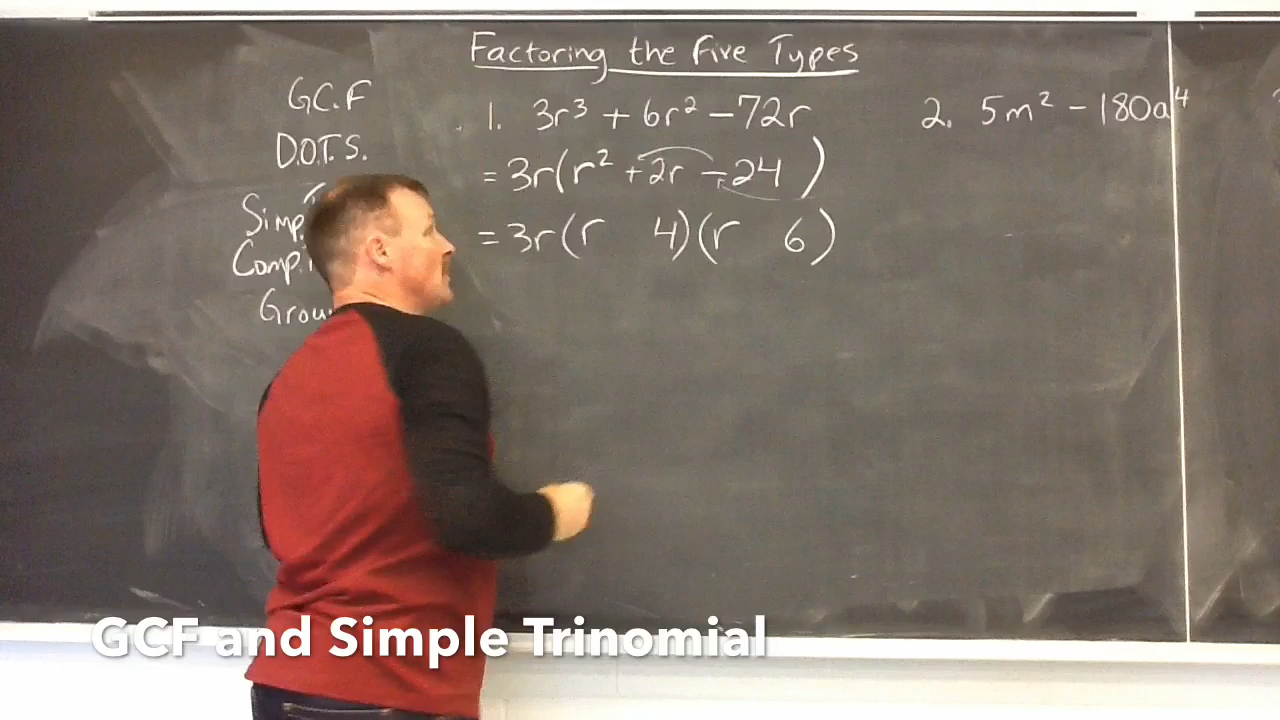 Factoring the Five Types
G.C.F
D.O.T.S.
1. 3r³ + 6r² − 72r
= 3r(r² + 2r − 24)
= 3r(r 4)(r 6)
2. 5m² − 180a⁴
GCF and Simple Trinomial